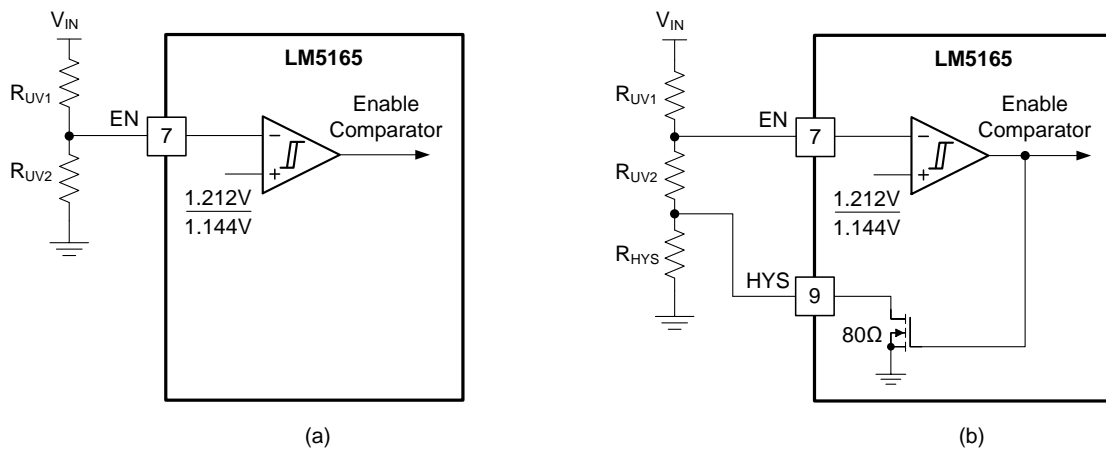 V_IN
LM5165
R_UV1
EN
7
Enable
Comparator
−
+
R_UV2
1.212V
1.144V
(a)
V_IN
LM5165
R_UV1
EN
7
Enable
Comparator
−
+
R_UV2
1.212V
1.144V
R_HYS
HYS
9
80Ω
(b)